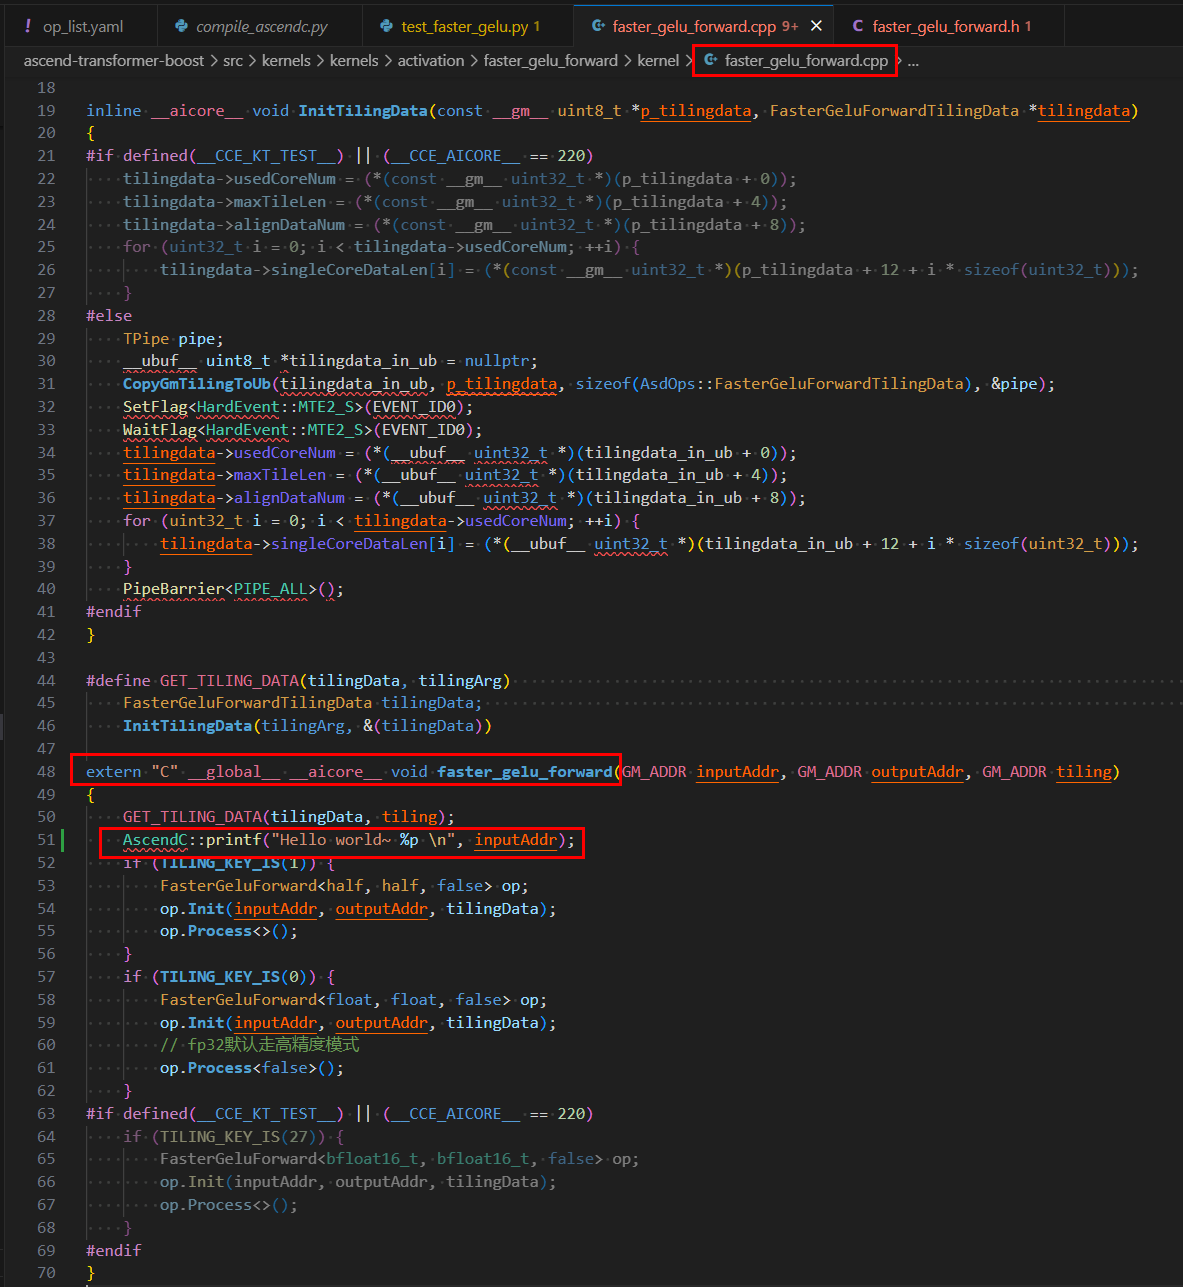 ! op_list.yaml compile_ascendc.py test_faster_gelu.py 1 faster_gelu_forward.cpp 9+ × C faster_gelu_forward.h 1
ascend-transformer-boost > src > kernels > kernels > activation > faster_gelu_forward > kernel > faster_gelu_forward.cpp > ...
18
19 inline __aicore__ void InitTilingData(const __gm__ uint8_t *p_tilingdata, FasterGeluForwardTilingData *tilingdata)
20 {
21 #if defined(__CCE_KT_TEST__) || (__CCE_AICORE__ == 220)
22 tilingdata->usedCoreNum = (*(const __gm__ uint32_t *)(p_tilingdata + 0));
23 tilingdata->maxTileLen = (*(const __gm__ uint32_t *)(p_tilingdata + 4));
24 tilingdata->alignDataNum = (*(const __gm__ uint32_t *)(p_tilingdata + 8));
25 for (uint32_t i = 0; i < tilingdata->usedCoreNum; ++i) {
26 tilingdata->singleCoreDataLen[i] = (*(const __gm__ uint32_t *)(p_tilingdata + 12 + i * sizeof(uint32_t)));
27 }
28 #else
29 TPipe pipe;
30 __ubuf__ uint8_t *tilingdata_in_ub = nullptr;
31 CopyGmTilingToUb(tilingdata_in_ub, p_tilingdata, sizeof(AsdOps::FasterGeluForwardTilingData), &pipe);
32 SetFlag<HardEvent::MTE2_S>(EVENT_ID0);
33 WaitFlag<HardEvent::MTE2_S>(EVENT_ID0);
34 tilingdata->usedCoreNum = (*(__ubuf__ uint32_t *)(tilingdata_in_ub + 0));
35 tilingdata->maxTileLen = (*(__ubuf__ uint32_t *)(tilingdata_in_ub + 4));
36 tilingdata->alignDataNum = (*(__ubuf__ uint32_t *)(tilingdata_in_ub + 8));
37 for (uint32_t i = 0; i < tilingdata->usedCoreNum; ++i) {
38 tilingdata->singleCoreDataLen[i] = (*(__ubuf__ uint32_t *)(tilingdata_in_ub + 12 + i * sizeof(uint32_t)));
39 }
40 PipeBarrier<PIPE_ALL>();
41 #endif
42 }
43
44 #define GET_TILING_DATA(tilingData, tilingArg)
45 FasterGeluForwardTilingData tilingData;
46 InitTilingData(tilingArg, &(tilingData))
47
48 extern "C" __global__ __aicore__ void faster_gelu_forward(GM_ADDR inputAddr, GM_ADDR outputAddr, GM_ADDR tiling)
49 {
50 GET_TILING_DATA(tilingData, tiling);
51 AscendC::printf("Hello world~ %p \n", inputAddr);
52 if (TILING_KEY_IS(1)) {
53 FasterGeluForward<half, half, false> op;
54 op.Init(inputAddr, outputAddr, tilingData);
55 op.Process<>();
56 }
57 if (TILING_KEY_IS(0)) {
58 FasterGeluForward<float, float, false> op;
59 op.Init(inputAddr, outputAddr, tilingData);
60 // fp32默认走高精度模式
61 op.Process<false>();
62 }
63 #if defined(__CCE_KT_TEST__) || (__CCE_AICORE__ == 220)
64 if (TILING_KEY_IS(27)) {
65 FasterGeluForward<bfloat16_t, bfloat16_t, false> op;
66 op.Init(inputAddr, outputAddr, tilingData);
67 op.Process<>();
68 }
69 #endif
70 }